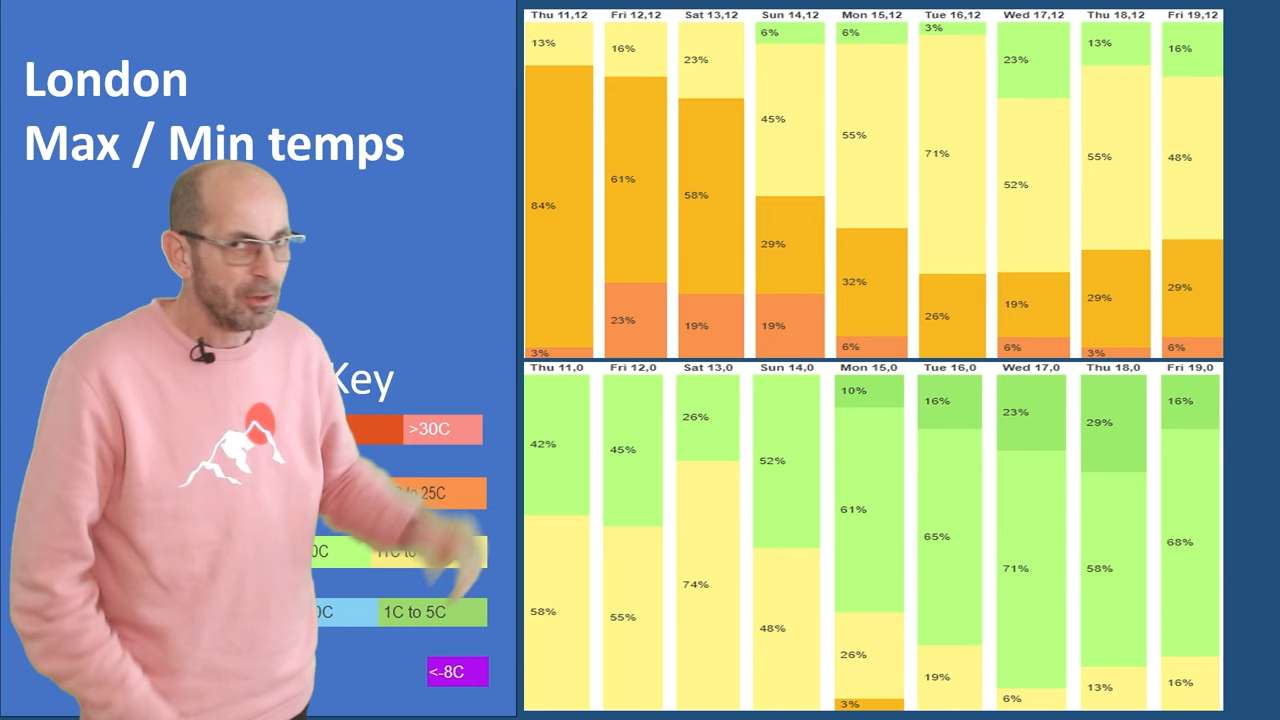 London
Max / Min temps
Key
>30C
25C
0C
0C
1C to 5C
<-8C
Thu 11,12 Fri 12,12 Sat 13,12 Sun 14,12 Mon 15,12 Tue 16,12 Wed 17,12 Thu 18,12 Fri 19,12
13% 16% 23% 6% 6% 3% 23% 13% 16%
84% 61% 58% 45% 55% 71% 52% 55% 48%
3% 23% 19% 29% 32% 26% 19% 29% 29%
19% 6% 6% 3% 6%
Thu 11,0 Fri 12,0 Sat 13,0 Sun 14,0 Mon 15,0 Tue 16,0 Wed 17,0 Thu 18,0 Fri 19,0
42% 45% 26% 52% 10% 16% 23% 29% 16%
58% 55% 74% 48% 61% 65% 71% 58% 68%
26% 19% 6% 13% 16%
3%